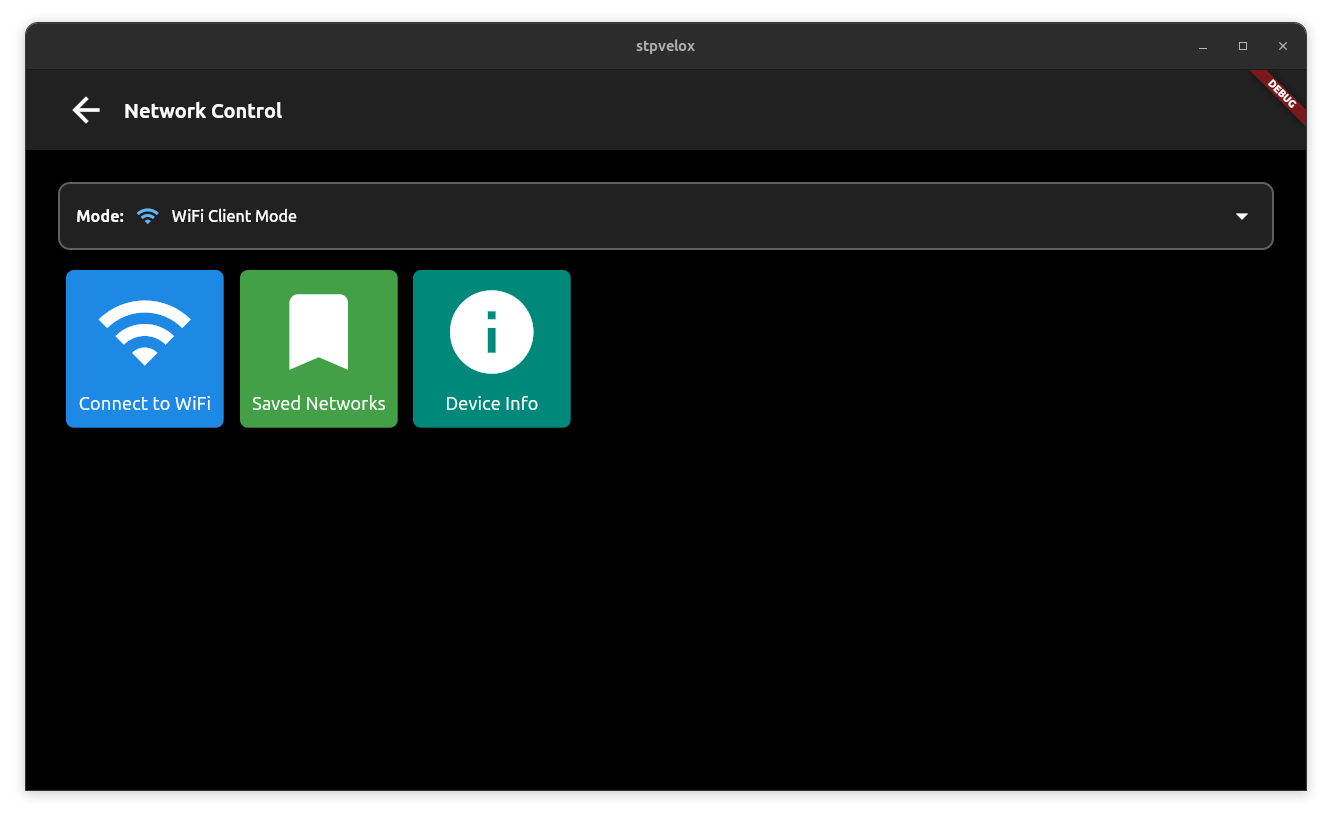 stpvelox
DEBUG
Network Control
Mode: WiFi Client Mode
Connect to WiFi
Saved Networks
Device Info